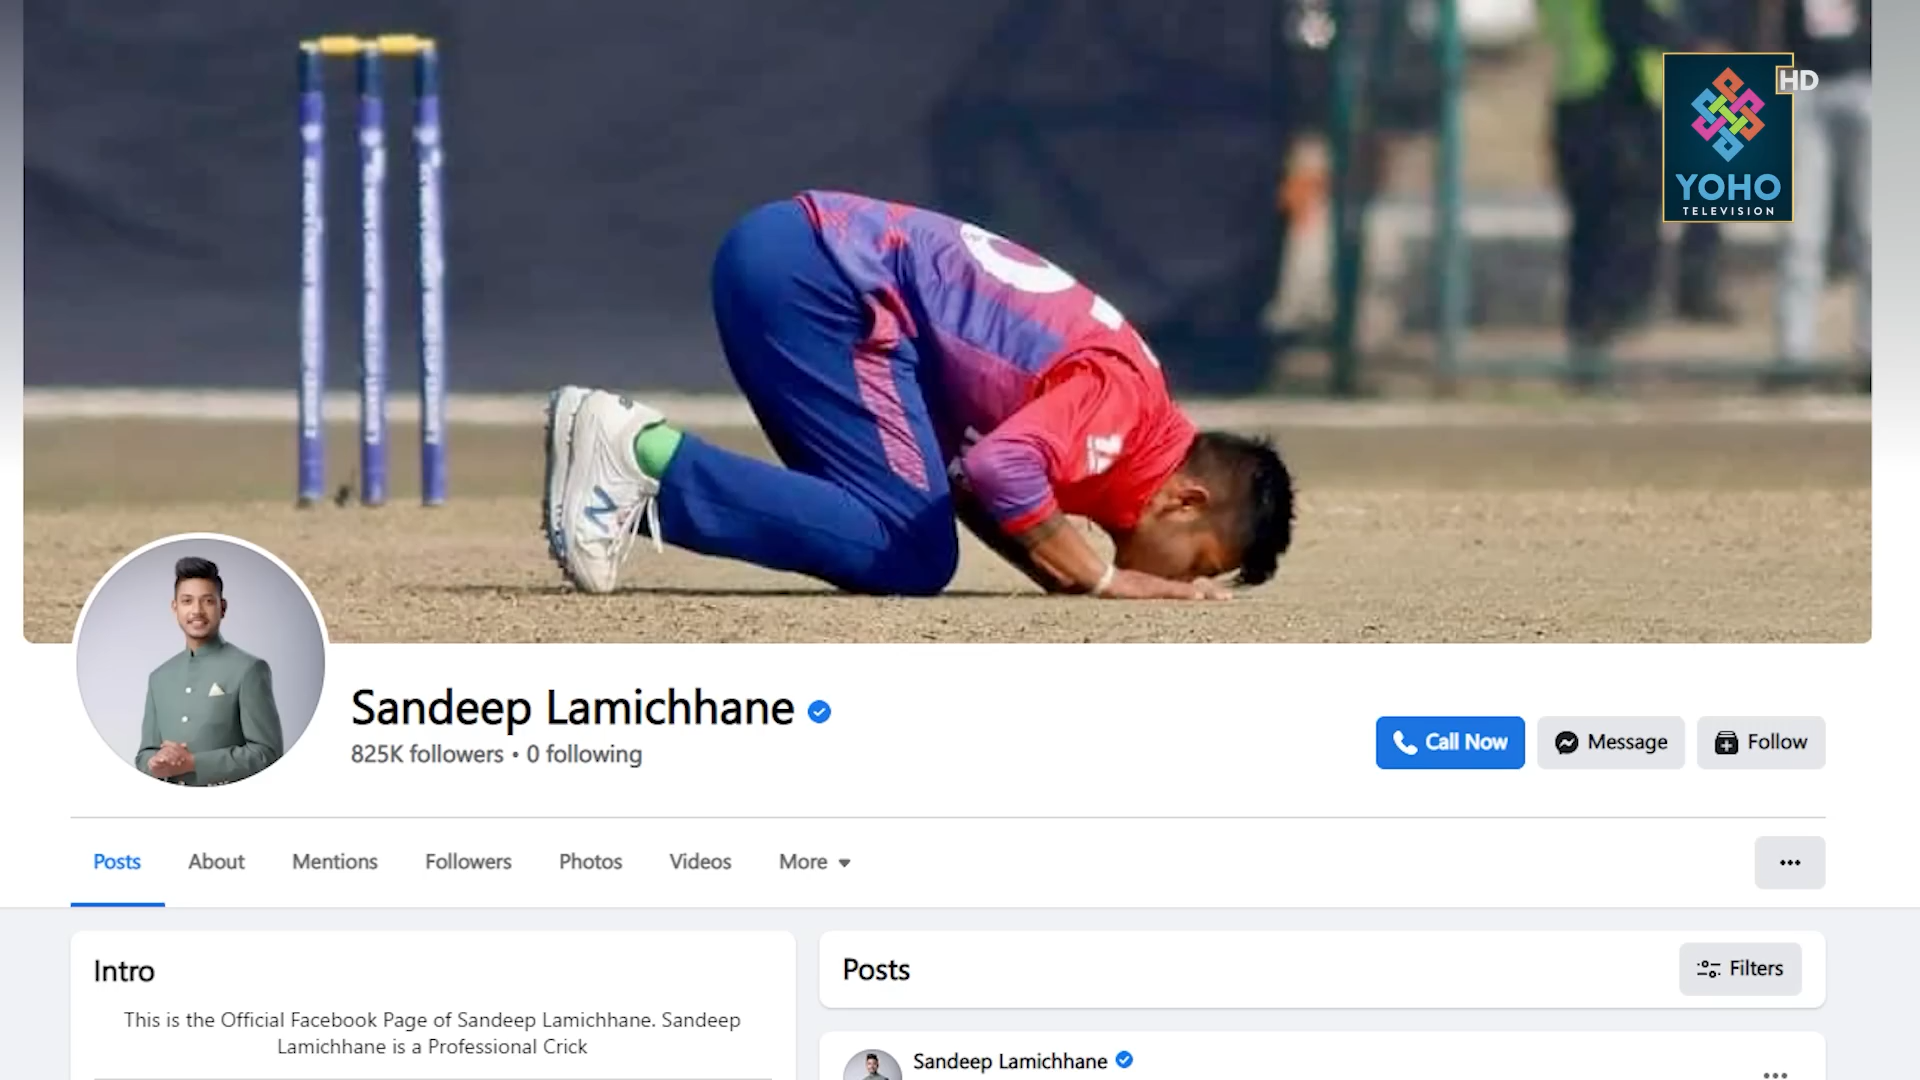 HD
YOHO
TELEVISION
Sandeep Lamichhane
825K followers • 0 following
Call Now
Message
Follow
Posts
About
Mentions
Followers
Photos
Videos
More
Intro
This is the Official Facebook Page of Sandeep Lamichhane. Sandeep
Lamichhane is a Professional Crick
Posts
Filters
Sandeep Lamichhane